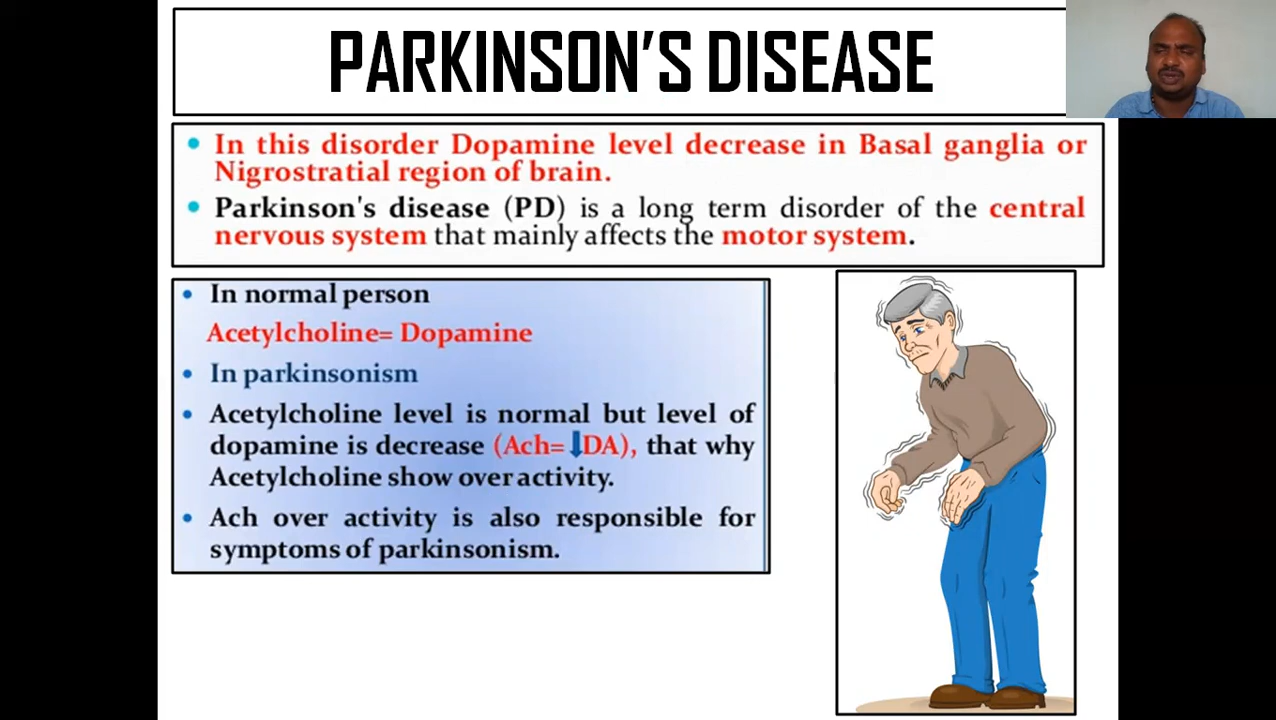 PARKINSON'S DISEASE
• In this disorder Dopamine level decrease in Basal ganglia or
Nigrostratial region of brain.
• Parkinson's disease (PD) is a long term disorder of the central
nervous system that mainly affects the motor system.
• In normal person
Acetylcholine= Dopamine
• In parkinsonism
• Acetylcholine level is normal but level of
dopamine is decrease (Ach=⬇DA), that why
Acetylcholine show over activity.
• Ach over activity is also responsible for
symptoms of parkinsonism.